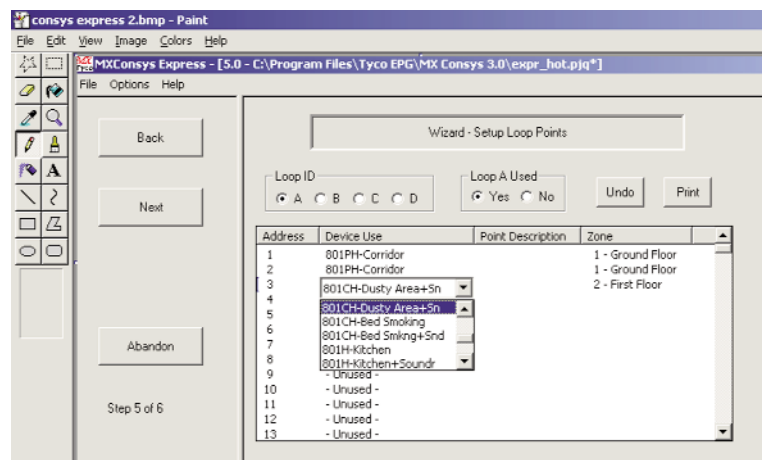 consys express 2.bmp - Paint
File Edit View Image Colors Help
MXConsys Express - [5.0 - C:\Program Files\Tyco EPG\MX Consys 3.0\expr_hot.pjq*]
File Options Help
Back
Next
Abandon
Step 5 of 6
Wizard - Setup Loop Points
Loop ID
A B C D
Loop A Used
Yes No
Undo
Print
Address Device Use Point Description Zone
1 801PH-Corridor 1 - Ground Floor
2 801PH-Corridor 1 - Ground Floor
3 801CH-Dusty Area+Sn 2 - First Floor
4 801CH-Dusty Area+Sn
5 801CH-Bed Smoking
6 801CH-Bed Smkng+Snd
7 801H-Kitchen
8 801H-Kitchen+Soundr
9 - Unused -
10 - Unused -
11 - Unused -
12 - Unused -
13 - Unused -